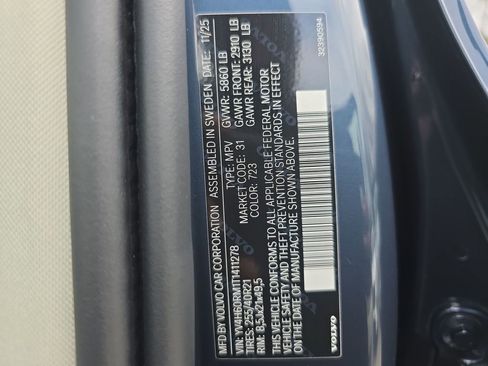 MFD BY VOLVO CAR CORPORATION ASSEMBLED IN SWEDEN DATE: 11/25
GVWR: 5860 LB
GAWR FRONT: 2910 LB
GAWR REAR: 3130 LB
TYPE: MPV
MARKET CODE: 31
COLOR: 723
VIN: YV4H60RM1T1411278
TIRES: 255/40R21
RIM: 8,5Jx21x49,5
THIS VEHICLE CONFORMS TO ALL APPLICABLE FEDERAL MOTOR
VEHICLE SAFETY AND THEFT PREVENTION STANDARDS IN EFFECT
ON THE DATE OF MANUFACTURE SHOWN ABOVE.
VOLVO
32390594